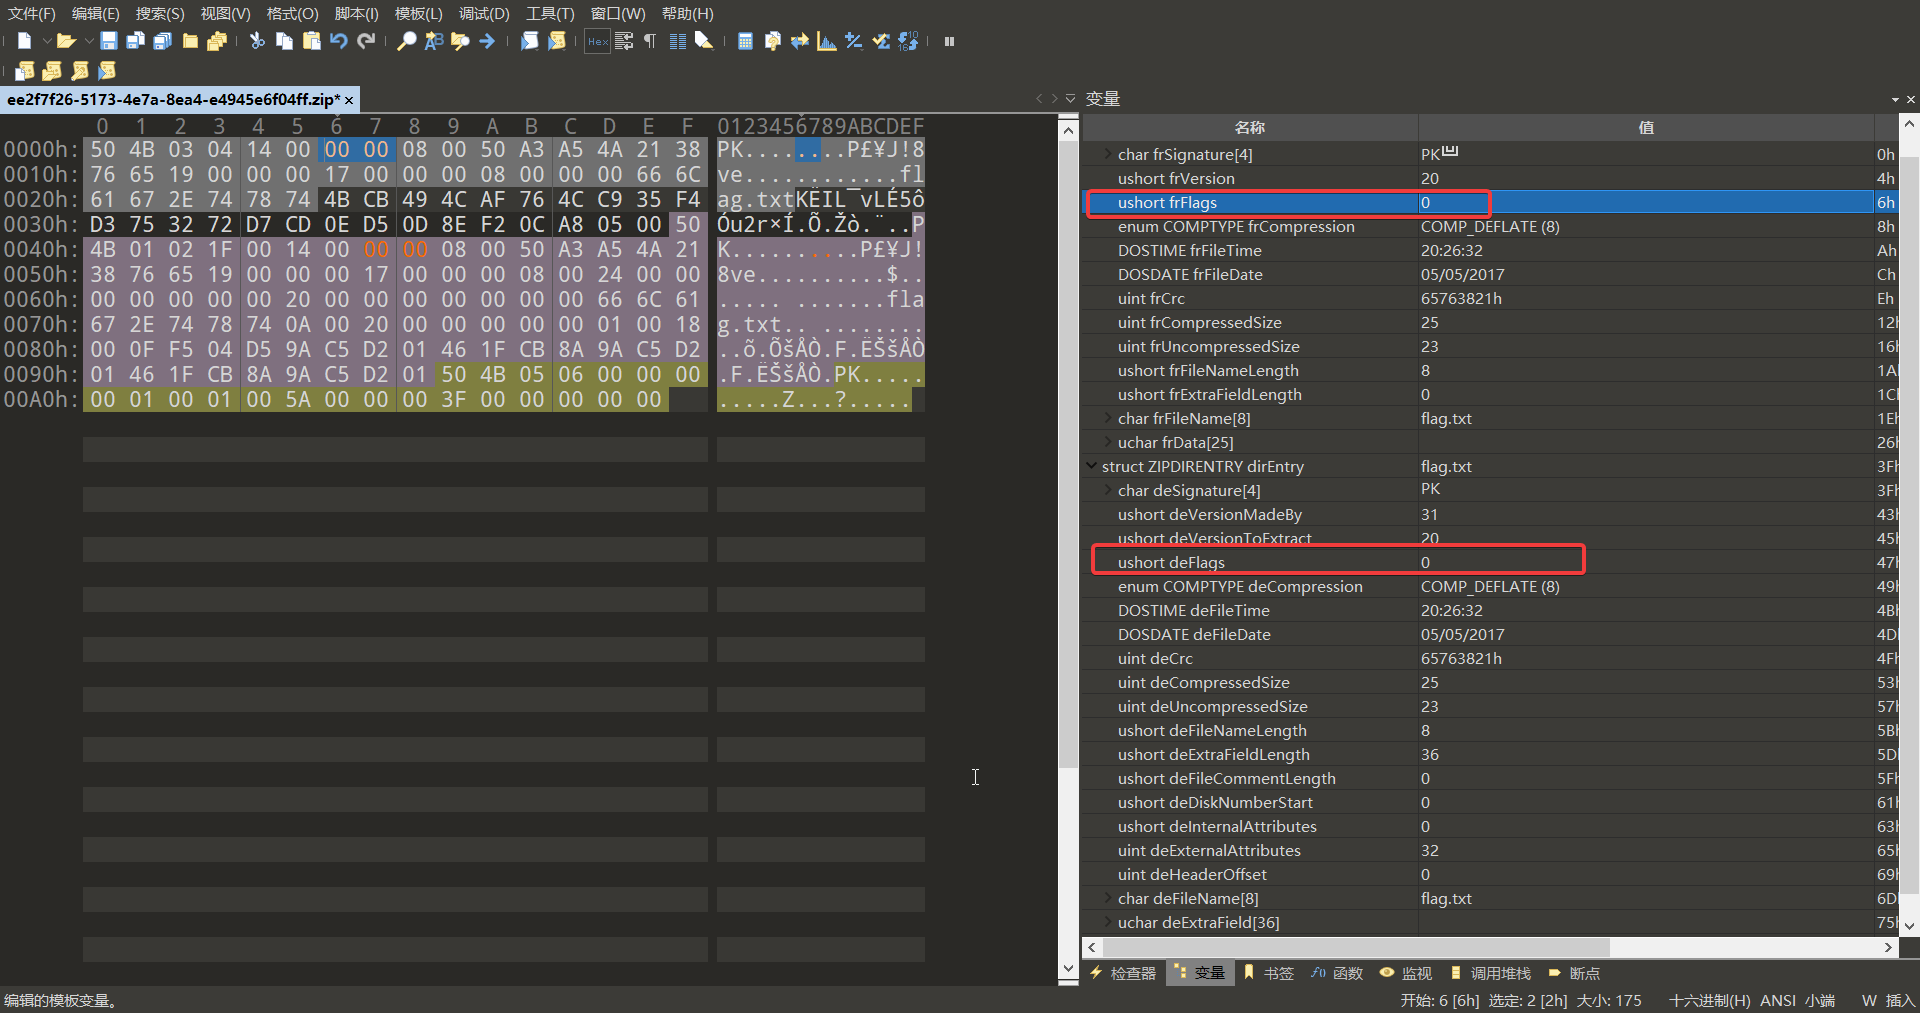 文件(F) 编辑(E) 搜索(S) 视图(V) 格式(O) 脚本(I) 模板(L) 调试(D) 工具(T) 窗口(W) 帮助(H)
ee2f7f26-5173-4e7a-8ea4-e4945e6f04ff.zip* ×
0 1 2 3 4 5 6 7 8 9 A B C D E F 0123456789ABCDEF
0000h: 50 4B 03 04 14 00 00 00 08 00 50 A3 A5 4A 21 38 PK........P£¥J!8
0010h: 76 65 19 00 00 00 17 00 00 00 08 00 00 00 66 6C ve............fl
0020h: 61 67 2E 74 78 74 4B CB 49 4C AF 76 4C C9 35 F4 ag.txtKËIL¯vLÉ5ô
0030h: D3 75 32 72 D7 CD 0E D5 0D 8E F2 0C A8 05 00 50 Óu2r×Í.Õ.Žò.¨..P
0040h: 4B 01 02 1F 00 14 00 00 00 08 00 50 A3 A5 4A 21 K..........P£¥J!
0050h: 38 76 65 19 00 00 00 17 00 00 00 08 00 24 00 00 8ve..........$..
0060h: 00 00 00 00 00 20 00 00 00 00 00 00 00 66 6C 61 ..... .......fla
0070h: 67 2E 74 78 74 0A 00 20 00 00 00 00 00 01 00 18 g.txt.. ........
0080h: 00 0F F5 04 D5 9A C5 D2 01 46 1F CB 8A 9A C5 D2 ..õ.ÕšÅÒ.F.ËŠšÅÒ
0090h: 01 46 1F CB 8A 9A C5 D2 01 50 4B 05 06 00 00 00 .F.ËŠšÅÒ.PK.....
00A0h: 00 01 00 01 00 5A 00 00 00 3F 00 00 00 00 00 .....Z...?.....
变量
名称 值
char frSignature[4] PK 0h
ushort frVersion 20 4h
ushort frFlags 0 6h
enum COMPTYPE frCompression COMP_DEFLATE (8) 8h
DOSTIME frFileTime 20:26:32 Ah
DOSDATE frFileDate 05/05/2017 Ch
uint frCrc 65763821h Eh
uint frCompressedSize 25 12h
uint frUncompressedSize 23 16h
ushort frFileNameLength 8 1A
ushort frExtraFieldLength 0 1C
char frFileName[8] flag.txt 1Eh
uchar frData[25] 26h
struct ZIPDIRENTRY dirEntry flag.txt 3Fh
char deSignature[4] PK 3Fh
ushort deVersionMadeBy 31 43h
ushort deVersionToExtract 20 45h
ushort deFlags 0 47h
enum COMPTYPE deCompression COMP_DEFLATE (8) 49h
DOSTIME deFileTime 20:26:32 4Bh
DOSDATE deFileDate 05/05/2017 4D
uint deCrc 65763821h 4Fh
uint deCompressedSize 25 53h
uint deUncompressedSize 23 57h
ushort deFileNameLength 8 5Bh
ushort deExtraFieldLength 36 5D
ushort deFileCommentLength 0 5Fh
ushort deDiskNumberStart 0 61h
ushort deInternalAttributes 0 63h
uint deExternalAttributes 32 65h
uint deHeaderOffset 0 69h
char deFileName[8] flag.txt 6D
uchar deExtraField[36] 75h
检查器 变量 书签 函数 监视 调用堆栈 断点
编辑的模板变量。 开始: 6 [6h] 选定: 2 [2h] 大小: 175 十六进制(H) ANSI 小端 W 插入